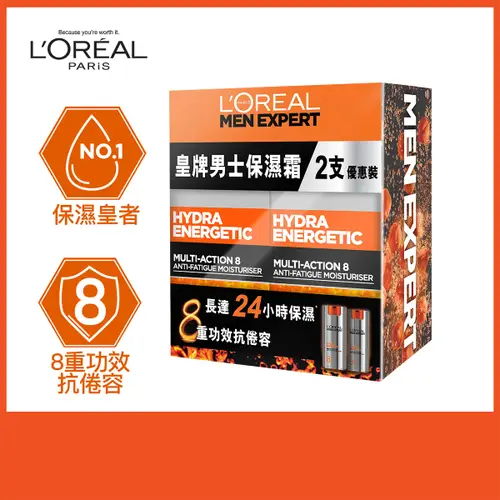 Because you're worth it.
L'ORÉAL
PARIS
NO.1
保濕皇者
8
8重功效
抗倦容
L'OREAL
MEN EXPERT
皇牌男士保濕霜
2支優惠裝
HYDRA
ENERGETIC
MULTI-ACTION 8
ANTI-FATIGUE MOISTURISER
HYDRA
ENERGETIC
MULTI-ACTION 8
ANTI-FATIGUE MOISTURISER
長達24小時保濕*
8重功效抗倦容
MEN EXPERT